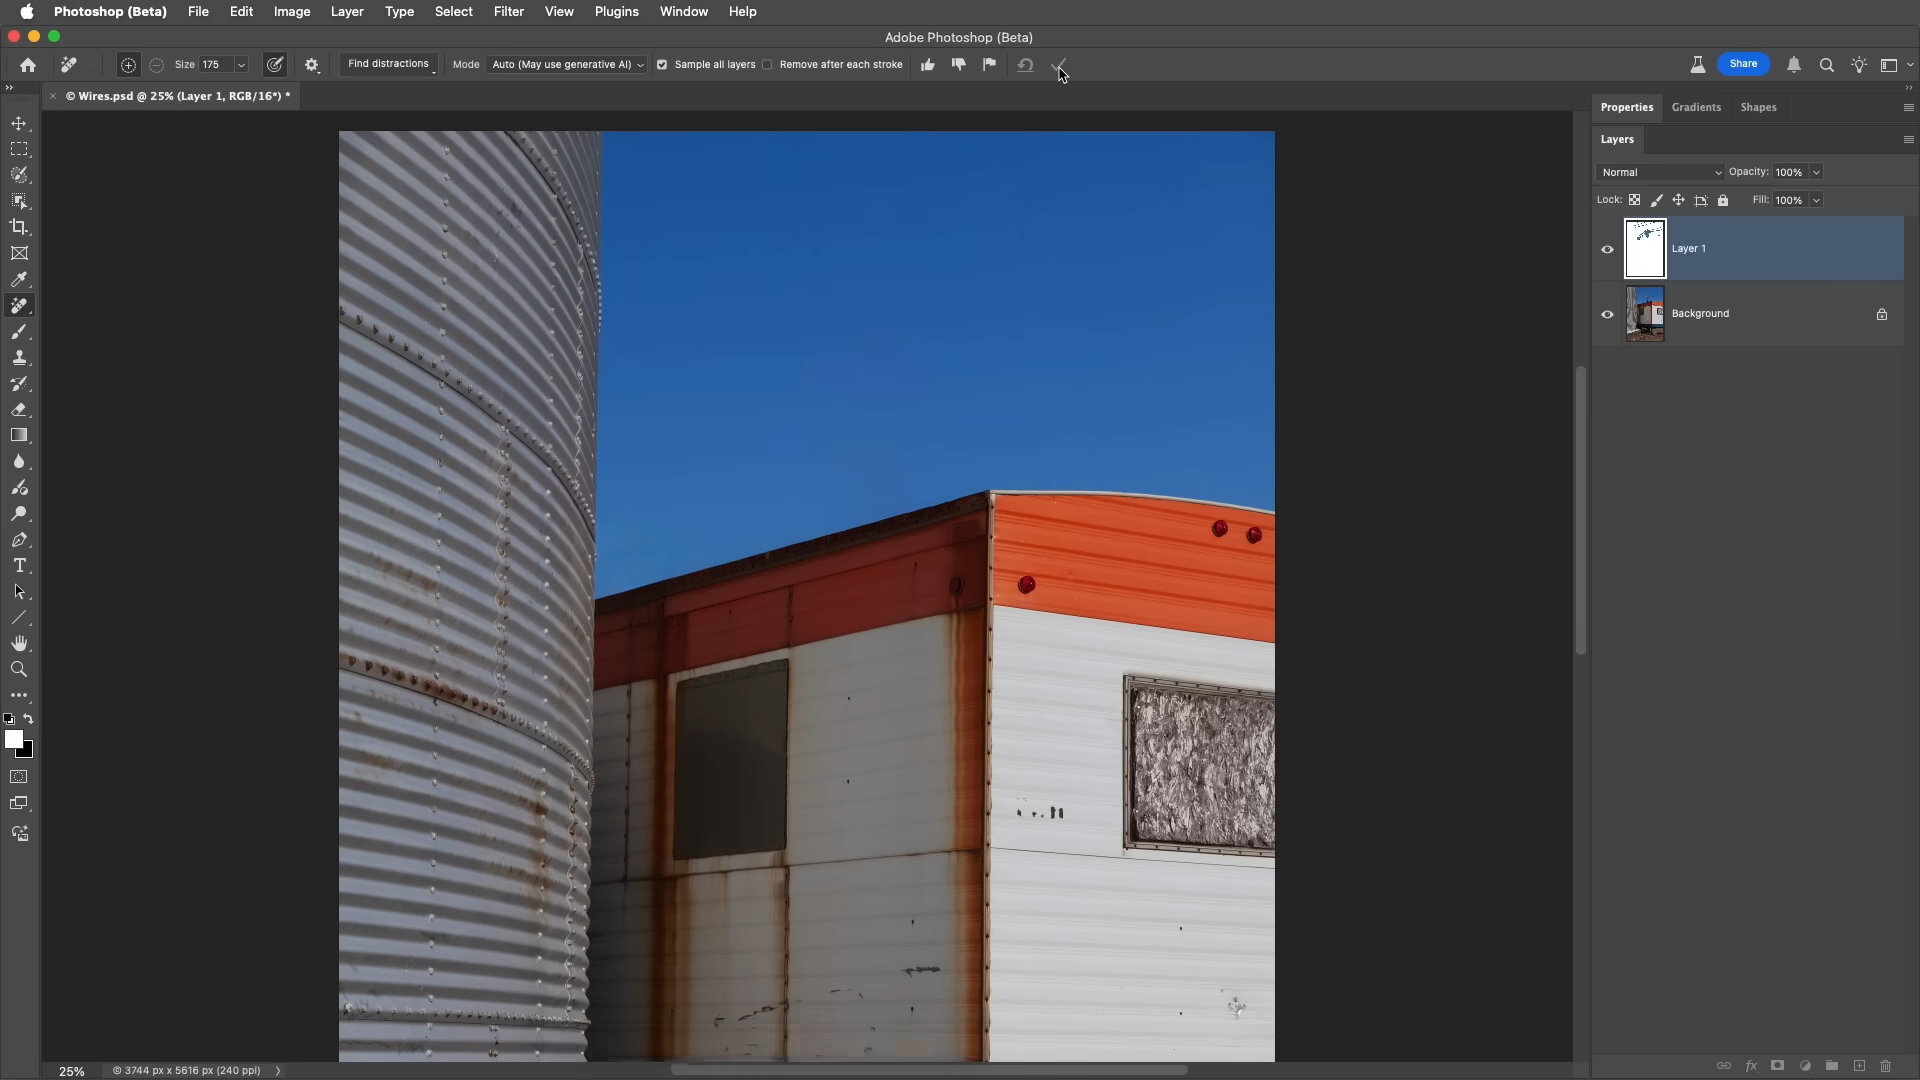 Photoshop (Beta) File Edit Image Layer Type Select Filter View Plugins Window Help
Adobe Photoshop (Beta)
Size 175 Find distractions Mode Auto (May use generative AI) Sample all layers Remove after each stroke Share
× © Wires.psd @ 25% (Layer 1, RGB/16*) *
Properties Gradients Shapes
Layers
Normal Opacity: 100%
Lock: Fill: 100%
Layer 1
Background
25% © 3744 px x 5616 px (240 ppi)